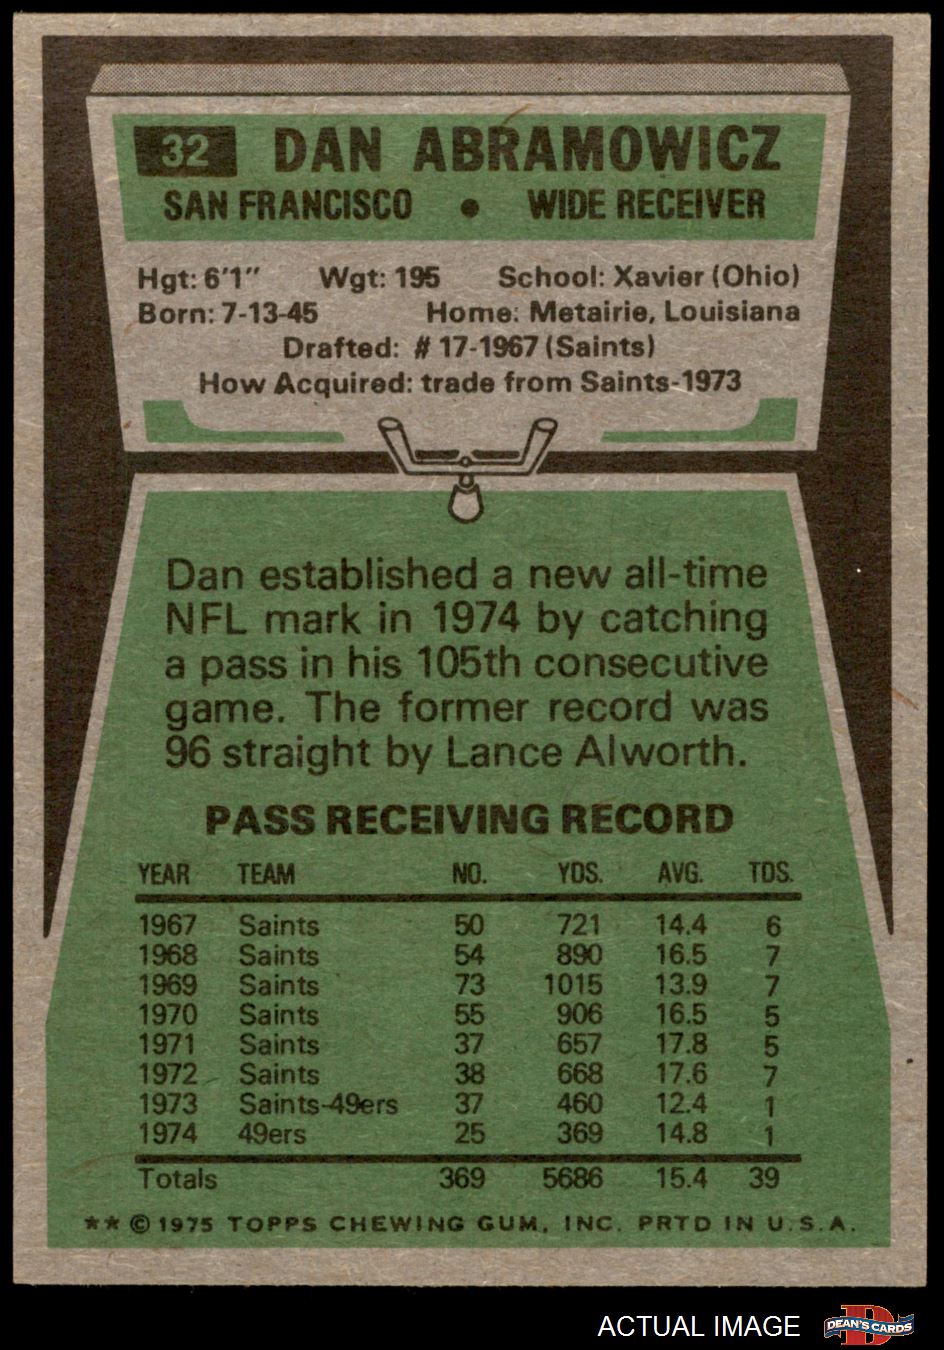 32 DAN ABRAMOWICZ
SAN FRANCISCO • WIDE RECEIVER
Hgt: 6'1" Wgt: 195 School: Xavier (Ohio)
Born: 7-13-45 Home: Metairie, Louisiana
Drafted: # 17-1967 (Saints)
How Acquired: trade from Saints-1973
Dan established a new all-time
NFL mark in 1974 by catching
a pass in his 105th consecutive
game. The former record was
96 straight by Lance Alworth.
PASS RECEIVING RECORD
YEAR TEAM NO. YDS. AVG. TDS.
1967 Saints 50 721 14.4 6
1968 Saints 54 890 16.5 7
1969 Saints 73 1015 13.9 7
1970 Saints 55 906 16.5 5
1971 Saints 37 657 17.8 5
1972 Saints 38 668 17.6 7
1973 Saints-49ers 37 460 12.4 1
1974 49ers 25 369 14.8 1
Totals 369 5686 15.4 39
** © 1975 TOPPS CHEWING GUM, INC. PRTD IN U.S.A.
ACTUAL IMAGE D DEAN'S CARDS